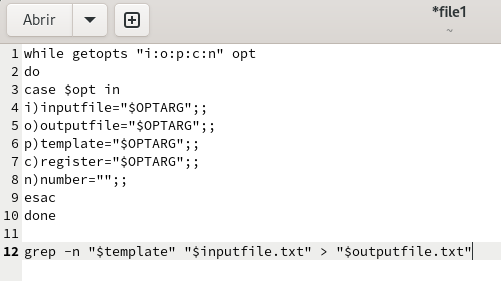 Abrir
*file1
~
1 while getopts "i:o:p:c:n" opt
2 do
3 case $opt in
4 i)inputfile="$OPTARG";;
5 o)outputfile="$OPTARG";;
6 p)template="$OPTARG";;
7 c)register="$OPTARG";;
8 n)number="";;
9 esac
10 done
11
12 grep -n "$template" "$inputfile.txt" > "$outputfile.txt"